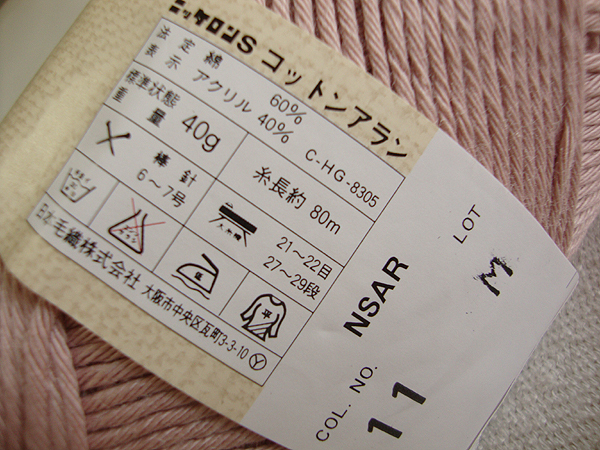 ニッケロンS コットンアラン
法定表示 綿 60%
アクリル 40%
C-HG-8305
標準状態重量 40g
糸長約 80m
棒針 6〜7号
21〜22目
27〜29段
平
毛織株式会社 大阪市中央区瓦町3-3-10 Y
LOT M
NSAR
COL. NO. 11